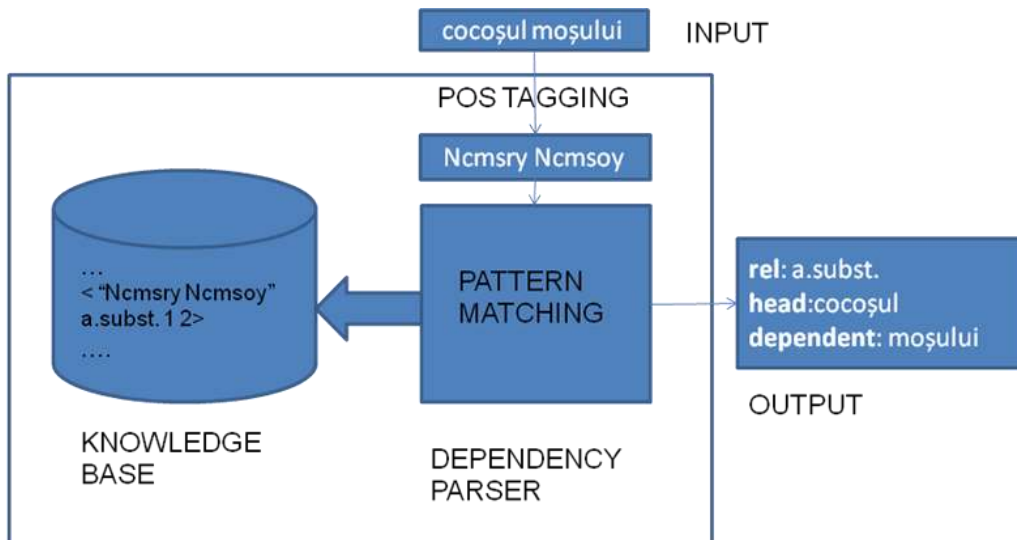 cocoșul moșului
INPUT
POS TAGGING
Ncmsry Ncmsoy
…
< “Ncmsry Ncmsoy”
a.subst. 1 2>
….
PATTERN
MATCHING
rel: a.subst.
head:cocoșul
dependent: moșului
OUTPUT
KNOWLEDGE
BASE
DEPENDENCY
PARSER